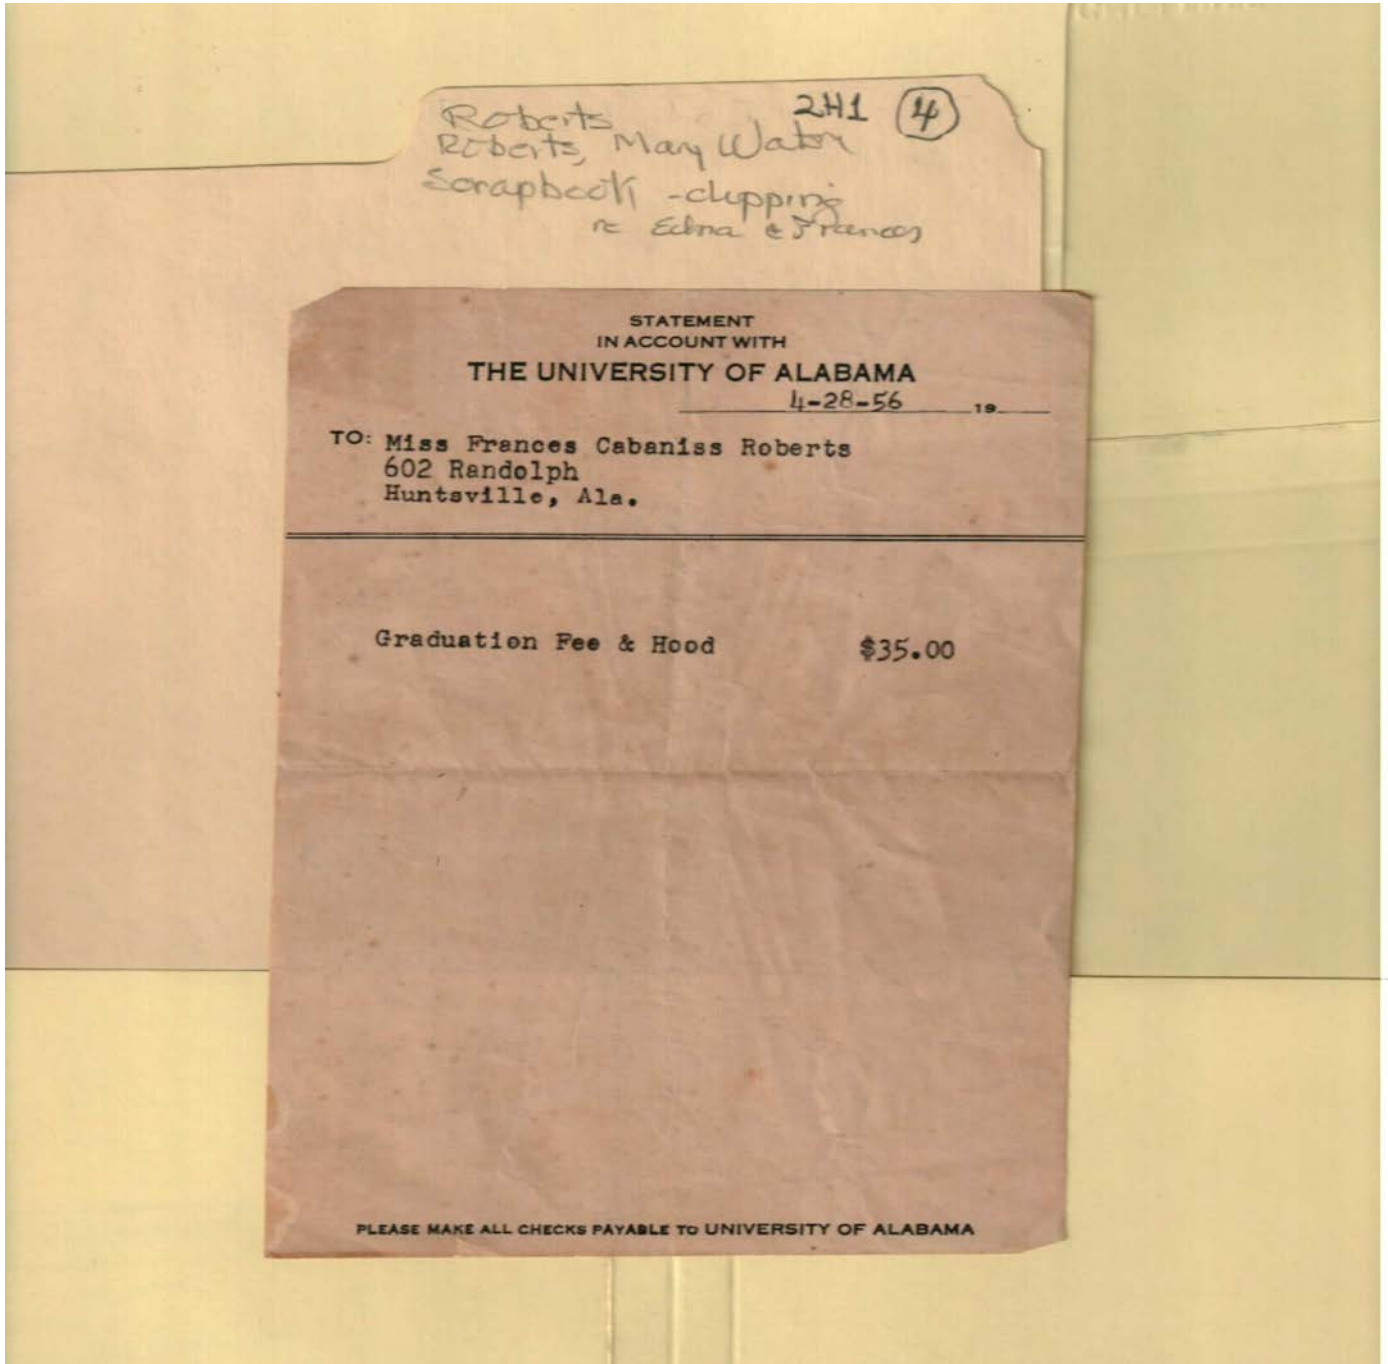 Roberts 2H1 4
Roberts, Mary Watson
Scrapbook - clipping
re Edna & Frances
STATEMENT
IN ACCOUNT WITH
THE UNIVERSITY OF ALABAMA
4-28-56 19
TO: Miss Frances Cabaniss Roberts
602 Randolph
Huntsville, Ala.
Graduation Fee & Hood $35.00
PLEASE MAKE ALL CHECKS PAYABLE TO UNIVERSITY OF ALABAMA